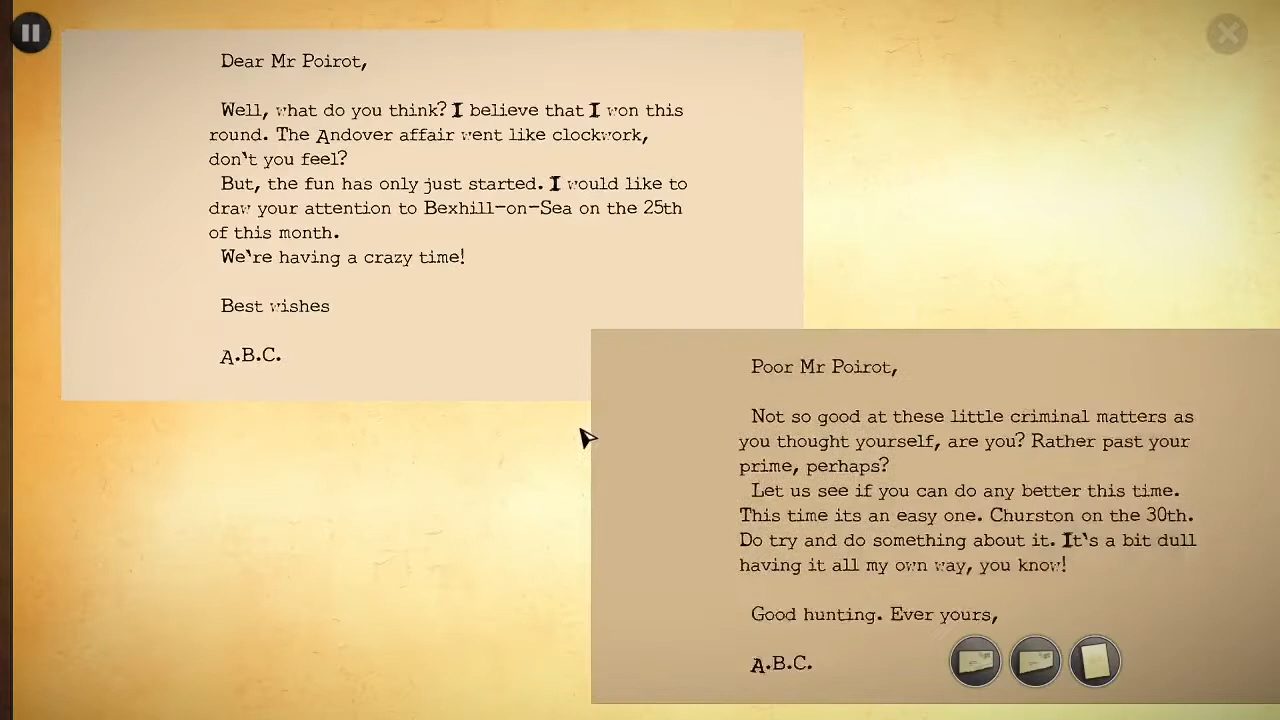 Dear Mr Poirot,
Well, what do you think? I believe that I won this
round. The Andover affair went like clockwork,
don't you feel?
But, the fun has only just started. I would like to
draw your attention to Bexhill-on-Sea on the 25th
of this month.
We're having a crazy time!
Best wishes
A.B.C.
Poor Mr Poirot,
Not so good at these little criminal matters as
you thought yourself, are you? Rather past your
prime, perhaps?
Let us see if you can do any better this time.
This time its an easy one. Churston on the 30th.
Do try and do something about it. It's a bit dull
having it all my own way, you know!
Good hunting. Ever yours,
A.B.C.